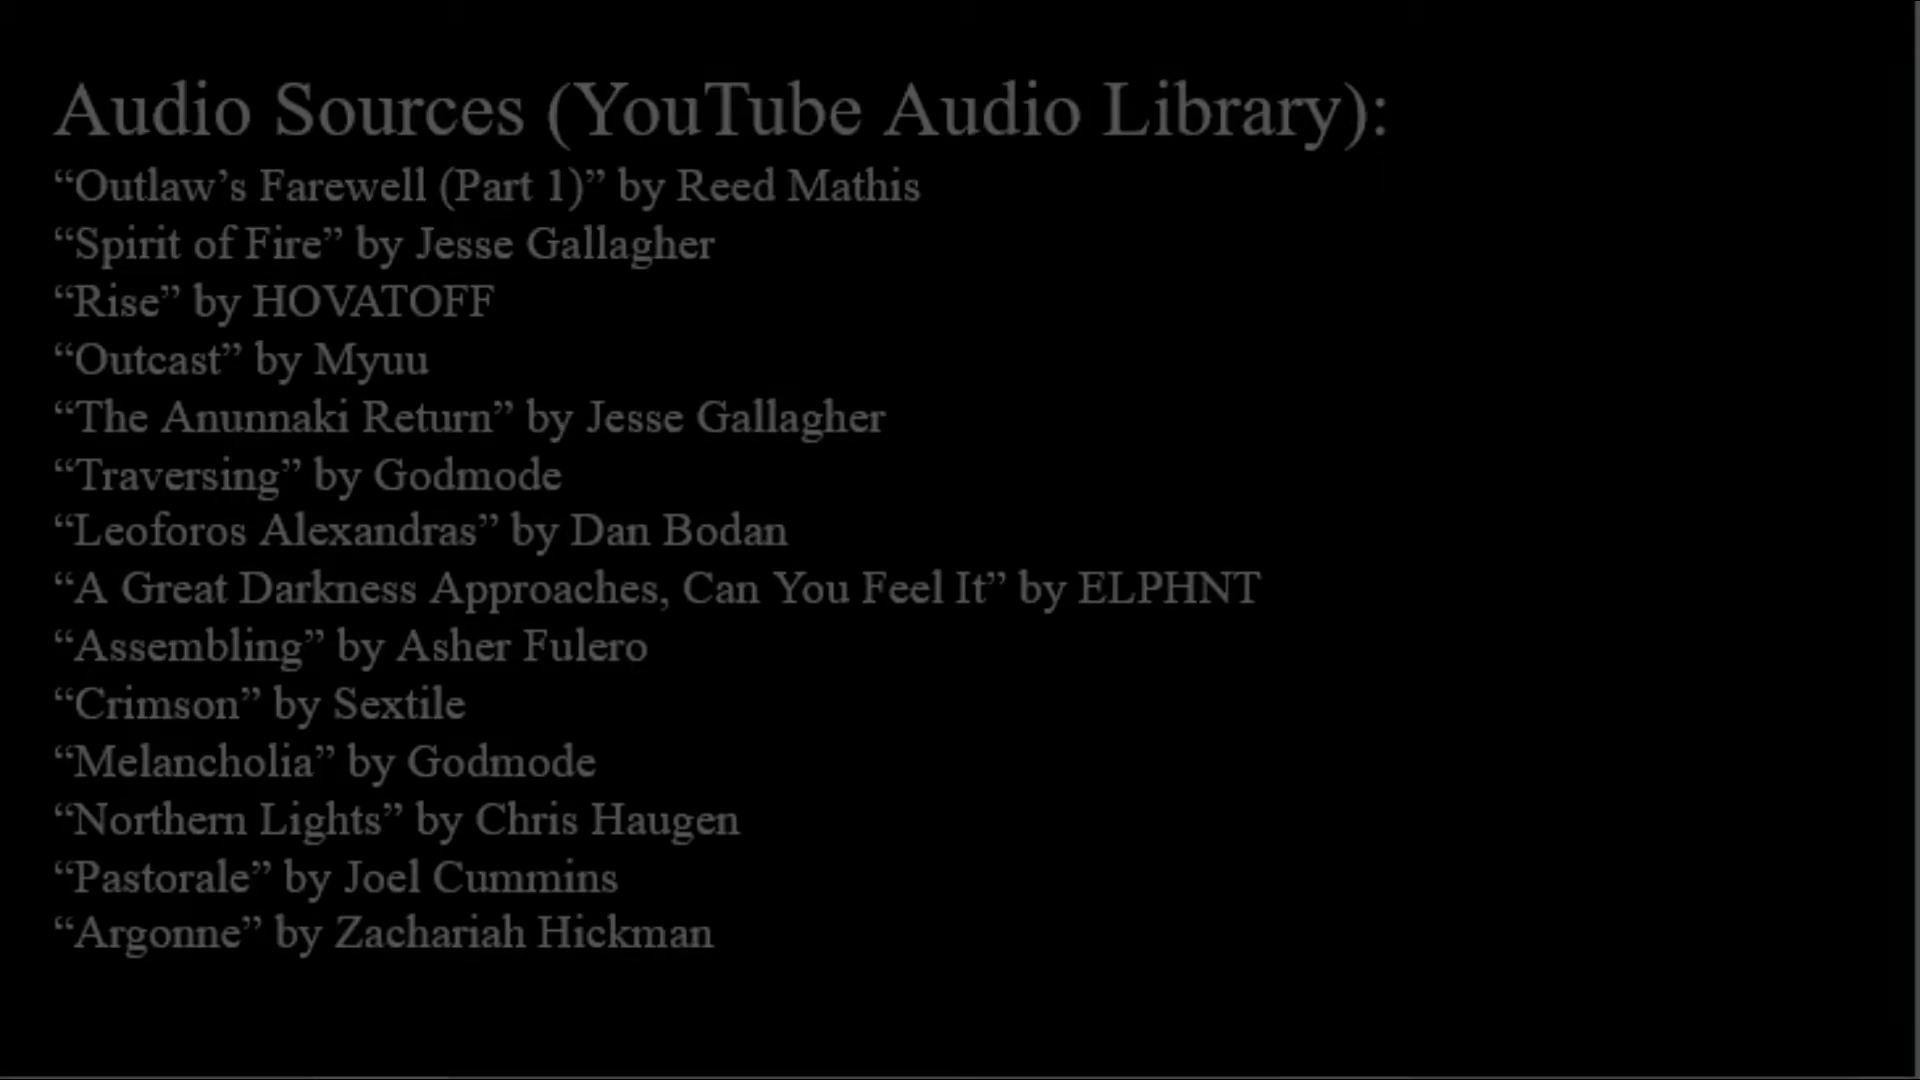 Audio Sources (YouTube Audio Library):
“Outlaw’s Farewell (Part 1)” by Reed Mathis
“Spirit of Fire” by Jesse Gallagher
“Rise” by HOVATOFF
“Outcast” by Myuu
“The Anunnaki Return” by Jesse Gallagher
“Traversing” by Godmode
“Leoforos Alexandras” by Dan Bodan
“A Great Darkness Approaches, Can You Feel It” by ELPHNT
“Assembling” by Asher Fulero
“Crimson” by Sextile
“Melancholia” by Godmode
“Northern Lights” by Chris Haugen
“Pastorale” by Joel Cummins
“Argonne” by Zachariah Hickman